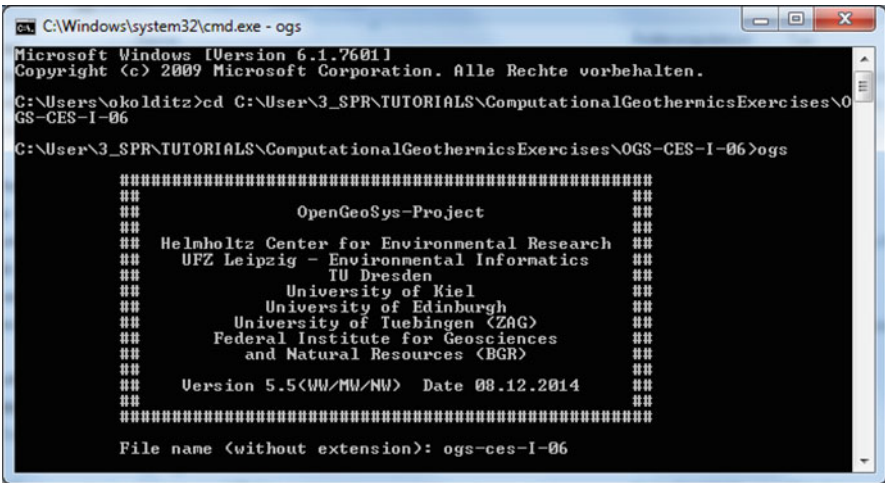 C:\Windows\system32\cmd.exe - ogs
Microsoft Windows [Version 6.1.7601]
Copyright (c) 2009 Microsoft Corporation. Alle Rechte vorbehalten.
C:\Users\okolditz>cd C:\User\3_SPR\TUTORIALS\ComputationalGeothermicsExercises\O
GS-CES-I-06
C:\User\3_SPR\TUTORIALS\ComputationalGeothermicsExercises\OGS-CES-I-06>ogs
###################################################
## ##
## OpenGeoSys-Project ##
## ##
## Helmholtz Center for Environmental Research ##
## UFZ Leipzig - Environmental Informatics ##
## TU Dresden ##
## University of Kiel ##
## University of Edinburgh ##
## University of Tuebingen (ZAG) ##
## Federal Institute for Geosciences ##
## and Natural Resources (BGR) ##
## ##
## Version 5.5(WW/MW/NW) Date 08.12.2014 ##
## ##
###################################################
File name (without extension): ogs-ces-I-06